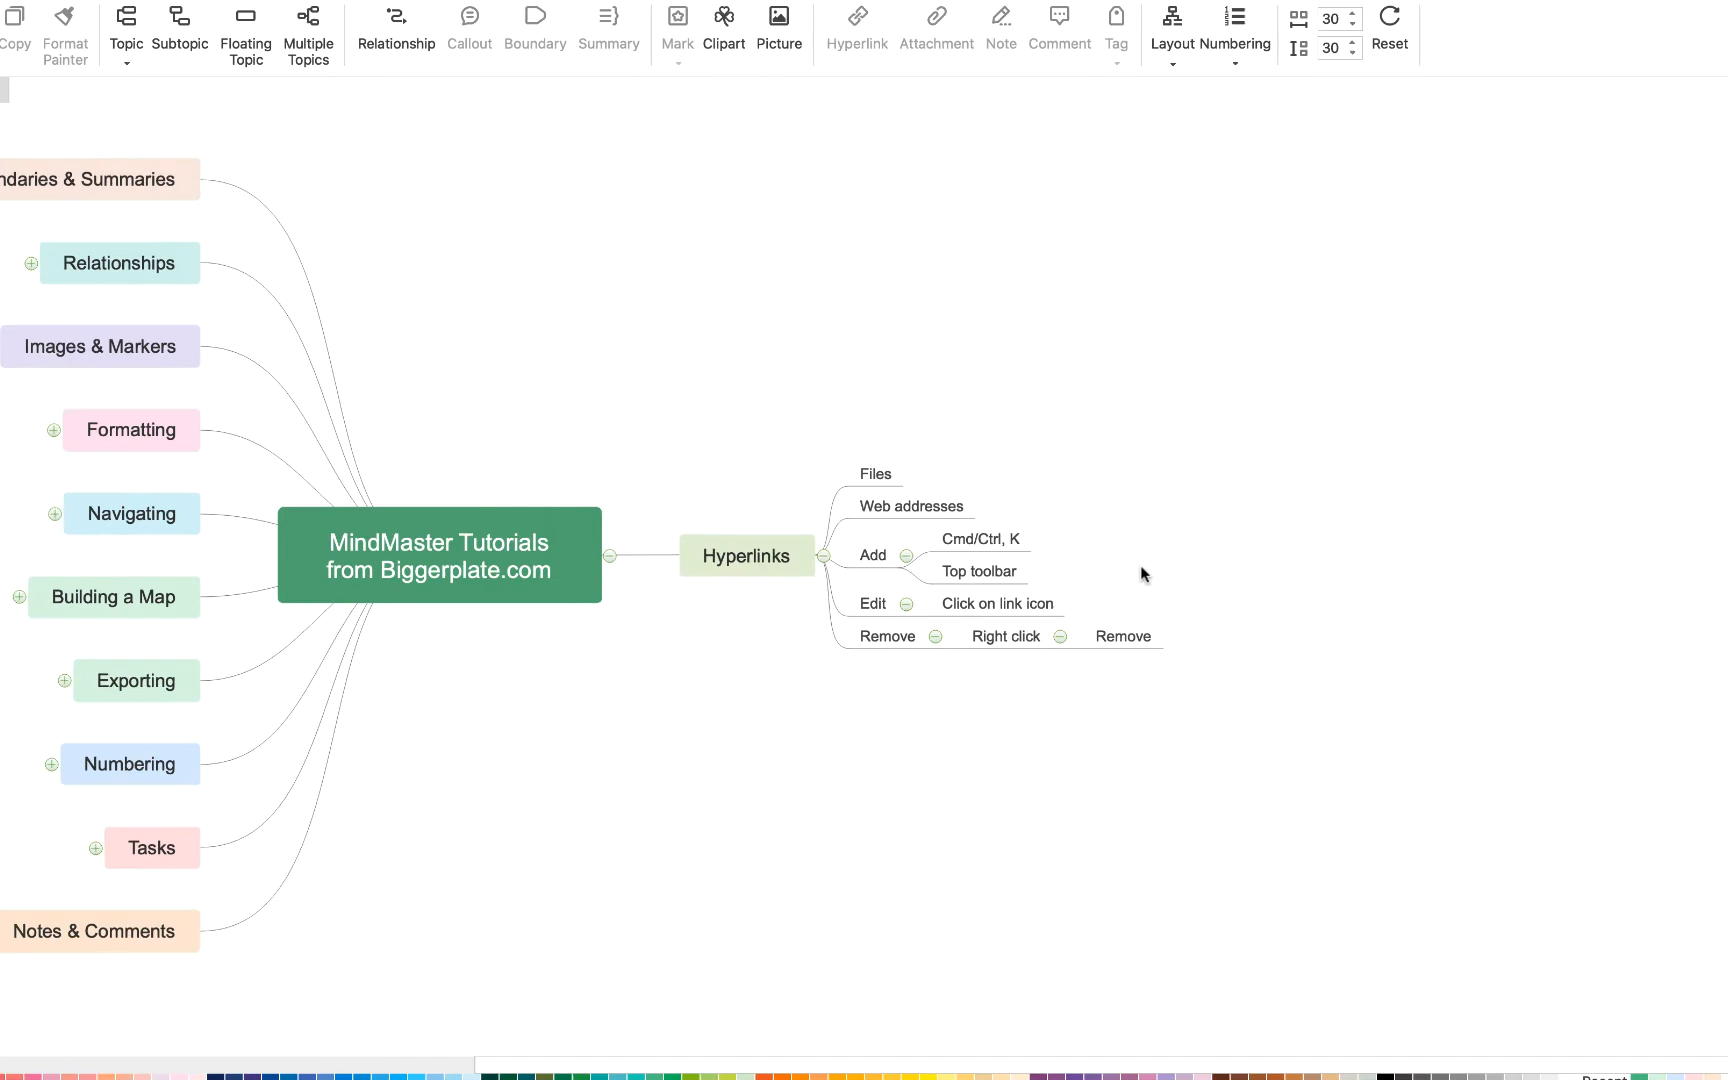 Copy
Format
Painter
Topic
Subtopic
Floating
Topic
Multiple
Topics
Relationship
Callout
Boundary
Summary
Mark
Clipart
Picture
Hyperlink
Attachment
Note
Comment
Tag
Layout
Numbering
30
30
Reset
ndaries & Summaries
Relationships
Images & Markers
Formatting
Navigating
Building a Map
Exporting
Numbering
Tasks
Notes & Comments
MindMaster Tutorials
from Biggerplate.com
Hyperlinks
Files
Web addresses
Add
Cmd/Ctrl, K
Top toolbar
Edit
Click on link icon
Remove
Right click
Remove
Recent